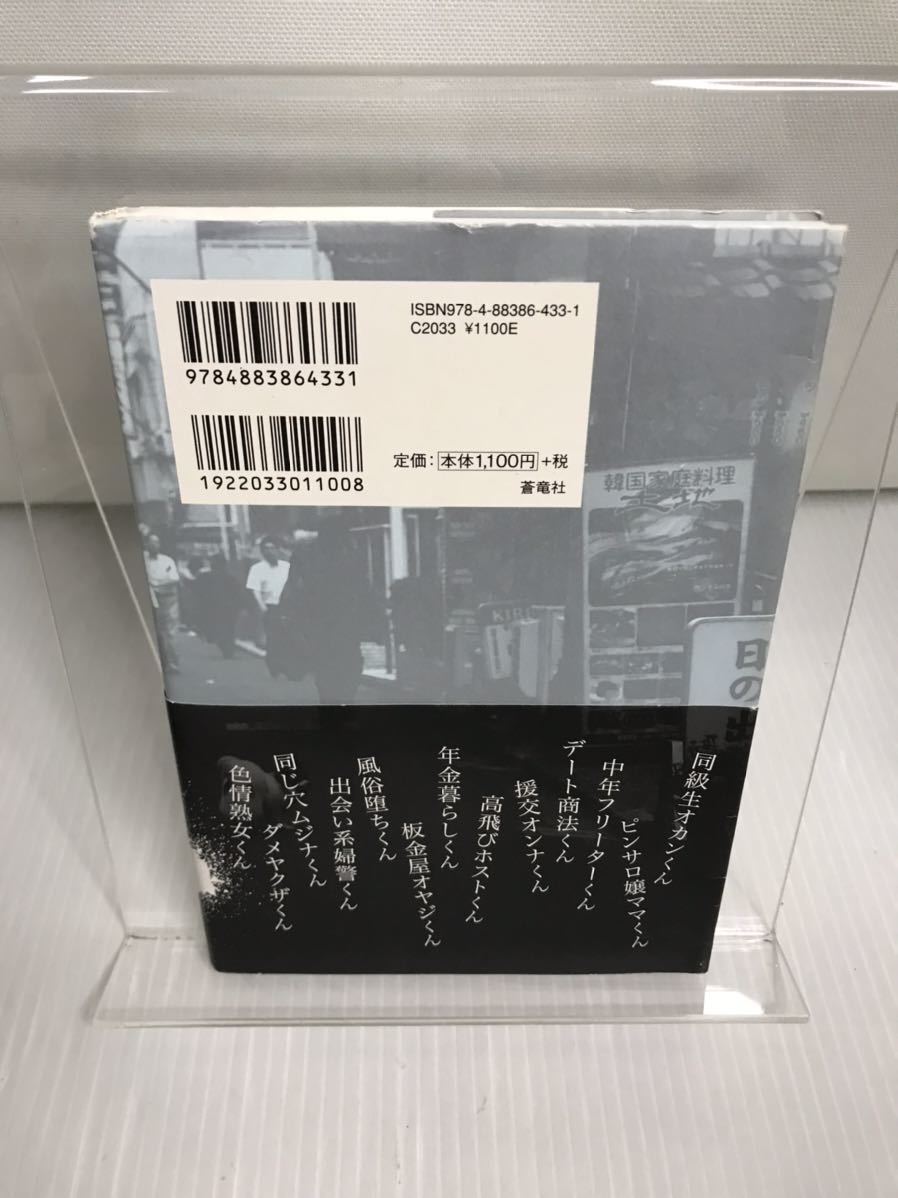 ISBN978-4-88386-433-1
C2033 ¥1100E
9784883864331
定価：本体1,100円+税
1922033011008
蒼竜社
韓国家庭料理
土地
KIR
日
の
同級生オカンくん
ピンサロ嬢ママくん
中年フリーターくん
デート商法くん
援交オンナくん
高飛びホストくん
年金暮らしくん
板金屋オヤジくん
風俗堕ちくん
出会い系婦警くん
同じ穴ムジナくん
ダメヤクザくん
色情熟女くん